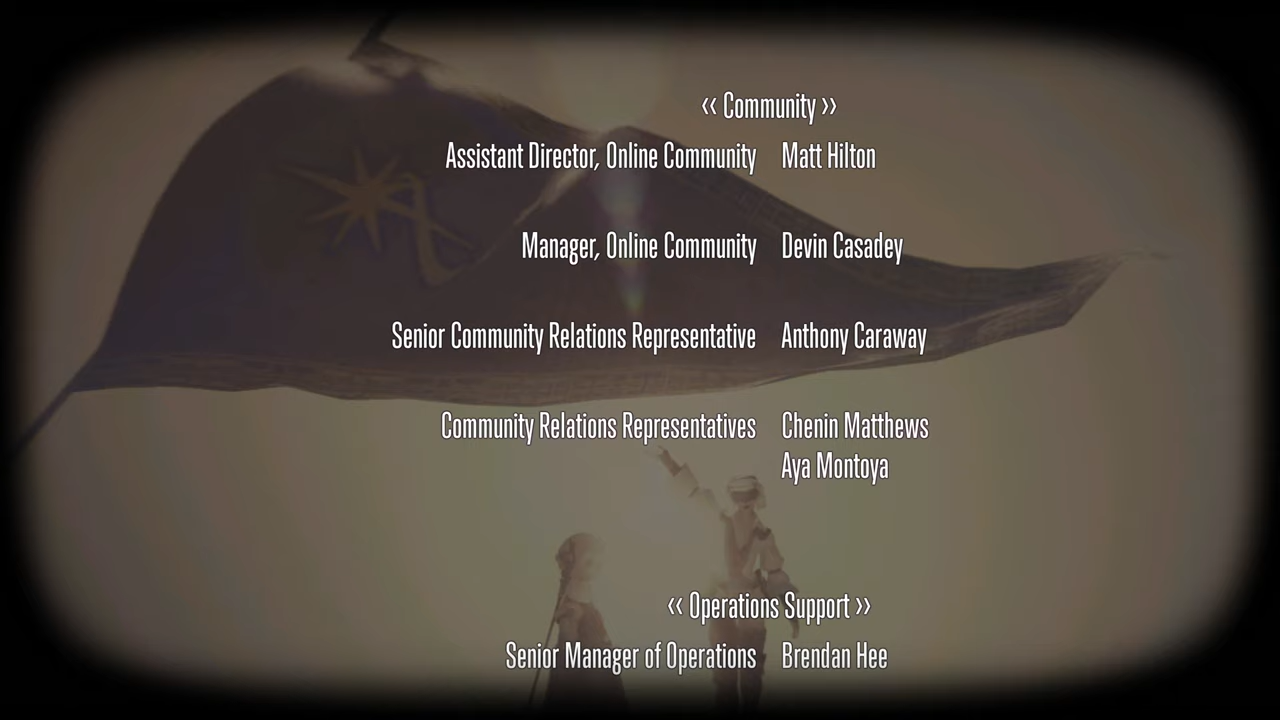 ‹‹ Community ››
Assistant Director, Online Community Matt Hilton
Manager, Online Community Devin Casadey
Senior Community Relations Representative Anthony Caraway
Community Relations Representatives Chenin Matthews
Aya Montoya
‹‹ Operations Support ››
Senior Manager of Operations Brendan Hee